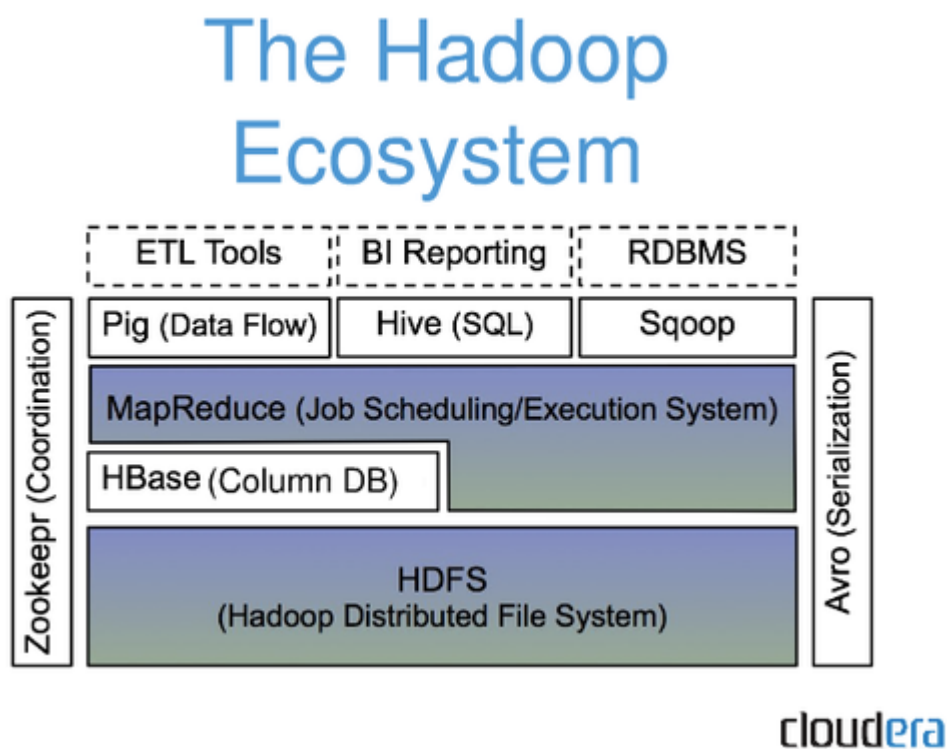 The Hadoop
Ecosystem
ETL Tools
BI Reporting
RDBMS
Pig (Data Flow)
Hive (SQL)
Sqoop
Zookeepr (Coordination)
MapReduce (Job Scheduling/Execution System)
HBase (Column DB)
HDFS
(Hadoop Distributed File System)
Avro (Serialization)
cloudera